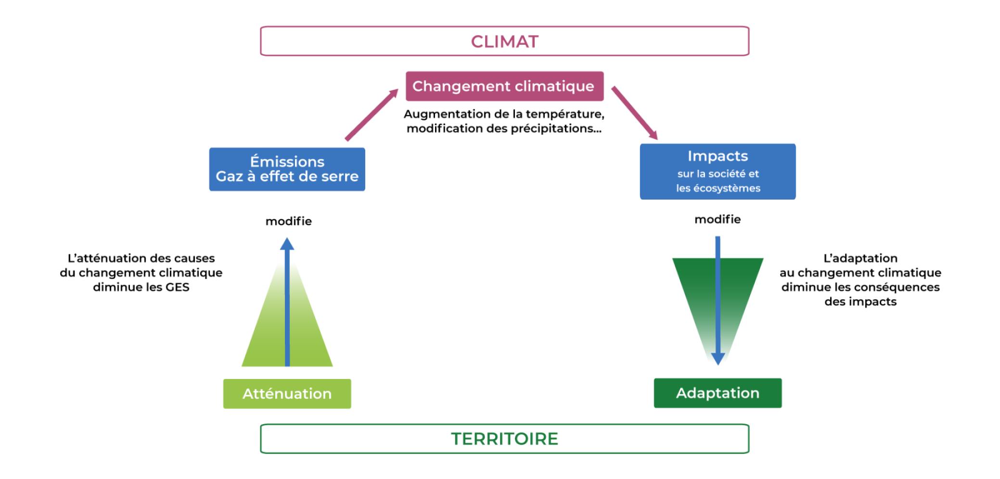 CLIMAT
Changement climatique
Augmentation de la température,
modification des précipitations...
Émissions
Gaz à effet de serre
Impacts
sur la société et
les écosystèmes
modifie
modifie
L'atténuation des causes
du changement climatique
diminue les GES
L'adaptation
au changement climatique
diminue les conséquences
des impacts
Atténuation
Adaptation
TERRITOIRE